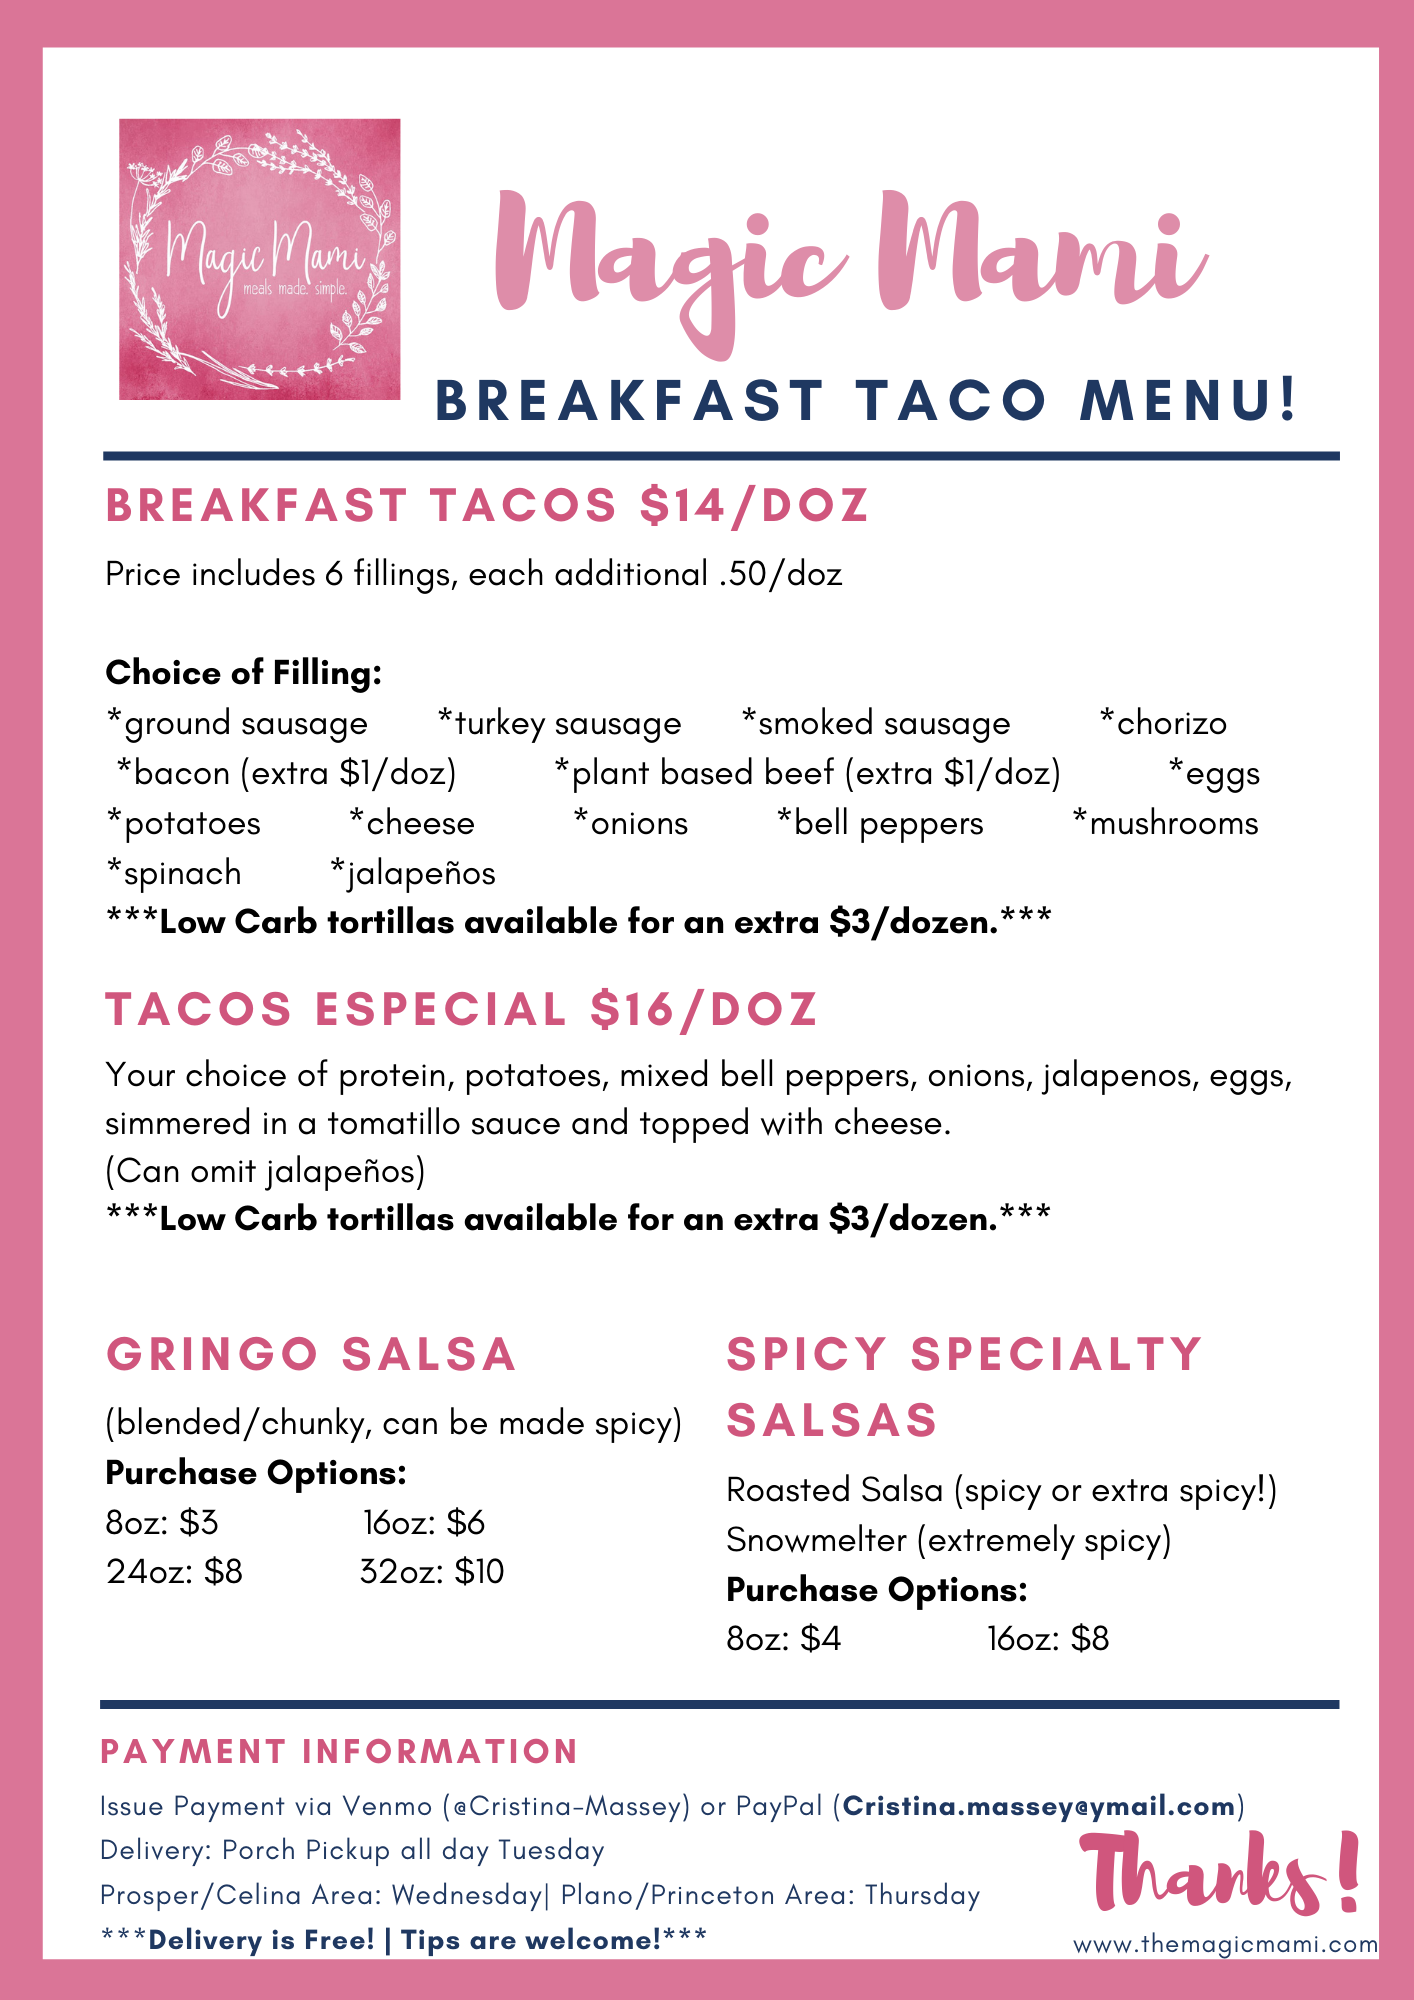 Magic Mami
meals made. simple.
Magic Mami
BREAKFAST TACO MENU!
BREAKFAST TACOS $14/DOZ
Price includes 6 fillings, each additional .50/doz
Choice of Filling:
*ground sausage *turkey sausage *smoked sausage *chorizo
*bacon (extra $1/doz) *plant based beef (extra $1/doz) *eggs
*potatoes *cheese *onions *bell peppers *mushrooms
*spinach *jalapeños
***Low Carb tortillas available for an extra $3/dozen.***
TACOS ESPECIAL $16/DOZ
Your choice of protein, potatoes, mixed bell peppers, onions, jalapenos, eggs,
simmered in a tomatillo sauce and topped with cheese.
(Can omit jalapeños)
***Low Carb tortillas available for an extra $3/dozen.***
GRINGO SALSA
(blended/chunky, can be made spicy)
Purchase Options:
8oz: $3 16oz: $6
24oz: $8 32oz: $10
SPICY SPECIALTY
SALSAS
Roasted Salsa (spicy or extra spicy!)
Snowmelter (extremely spicy)
Purchase Options:
8oz: $4 16oz: $8
PAYMENT INFORMATION
Issue Payment via Venmo (@Cristina-Massey) or PayPal (Cristina.massey@ymail.com)
Delivery: Porch Pickup all day Tuesday
Prosper/Celina Area: Wednesday| Plano/Princeton Area: Thursday
***Delivery is Free! | Tips are welcome!***
Thanks!
www.themagicmami.com